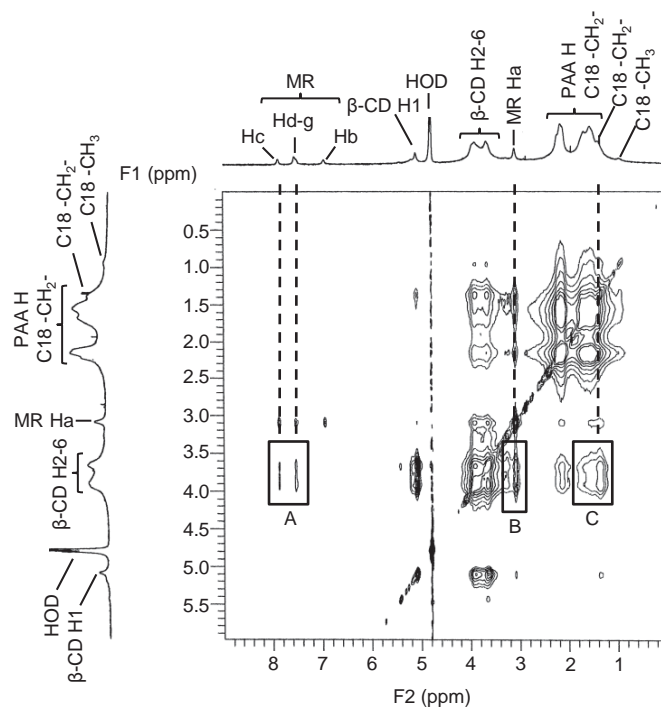 MR
Hc
Hd-g
Hb
β-CD H1
HOD
β-CD H2-6
MR Ha
PAA H
C18 -CH2-
C18 -CH2-
C18 -CH3
F1 (ppm)
C18 -CH3
C18 -CH2-
PAA H
C18 -CH2-
MR Ha
β-CD H2-6
HOD
β-CD H1
0.5
1.0
1.5
2.0
2.5
3.0
3.5
4.0
4.5
5.0
5.5
A
B
C
8 7 6 5 4 3 2 1
F2 (ppm)